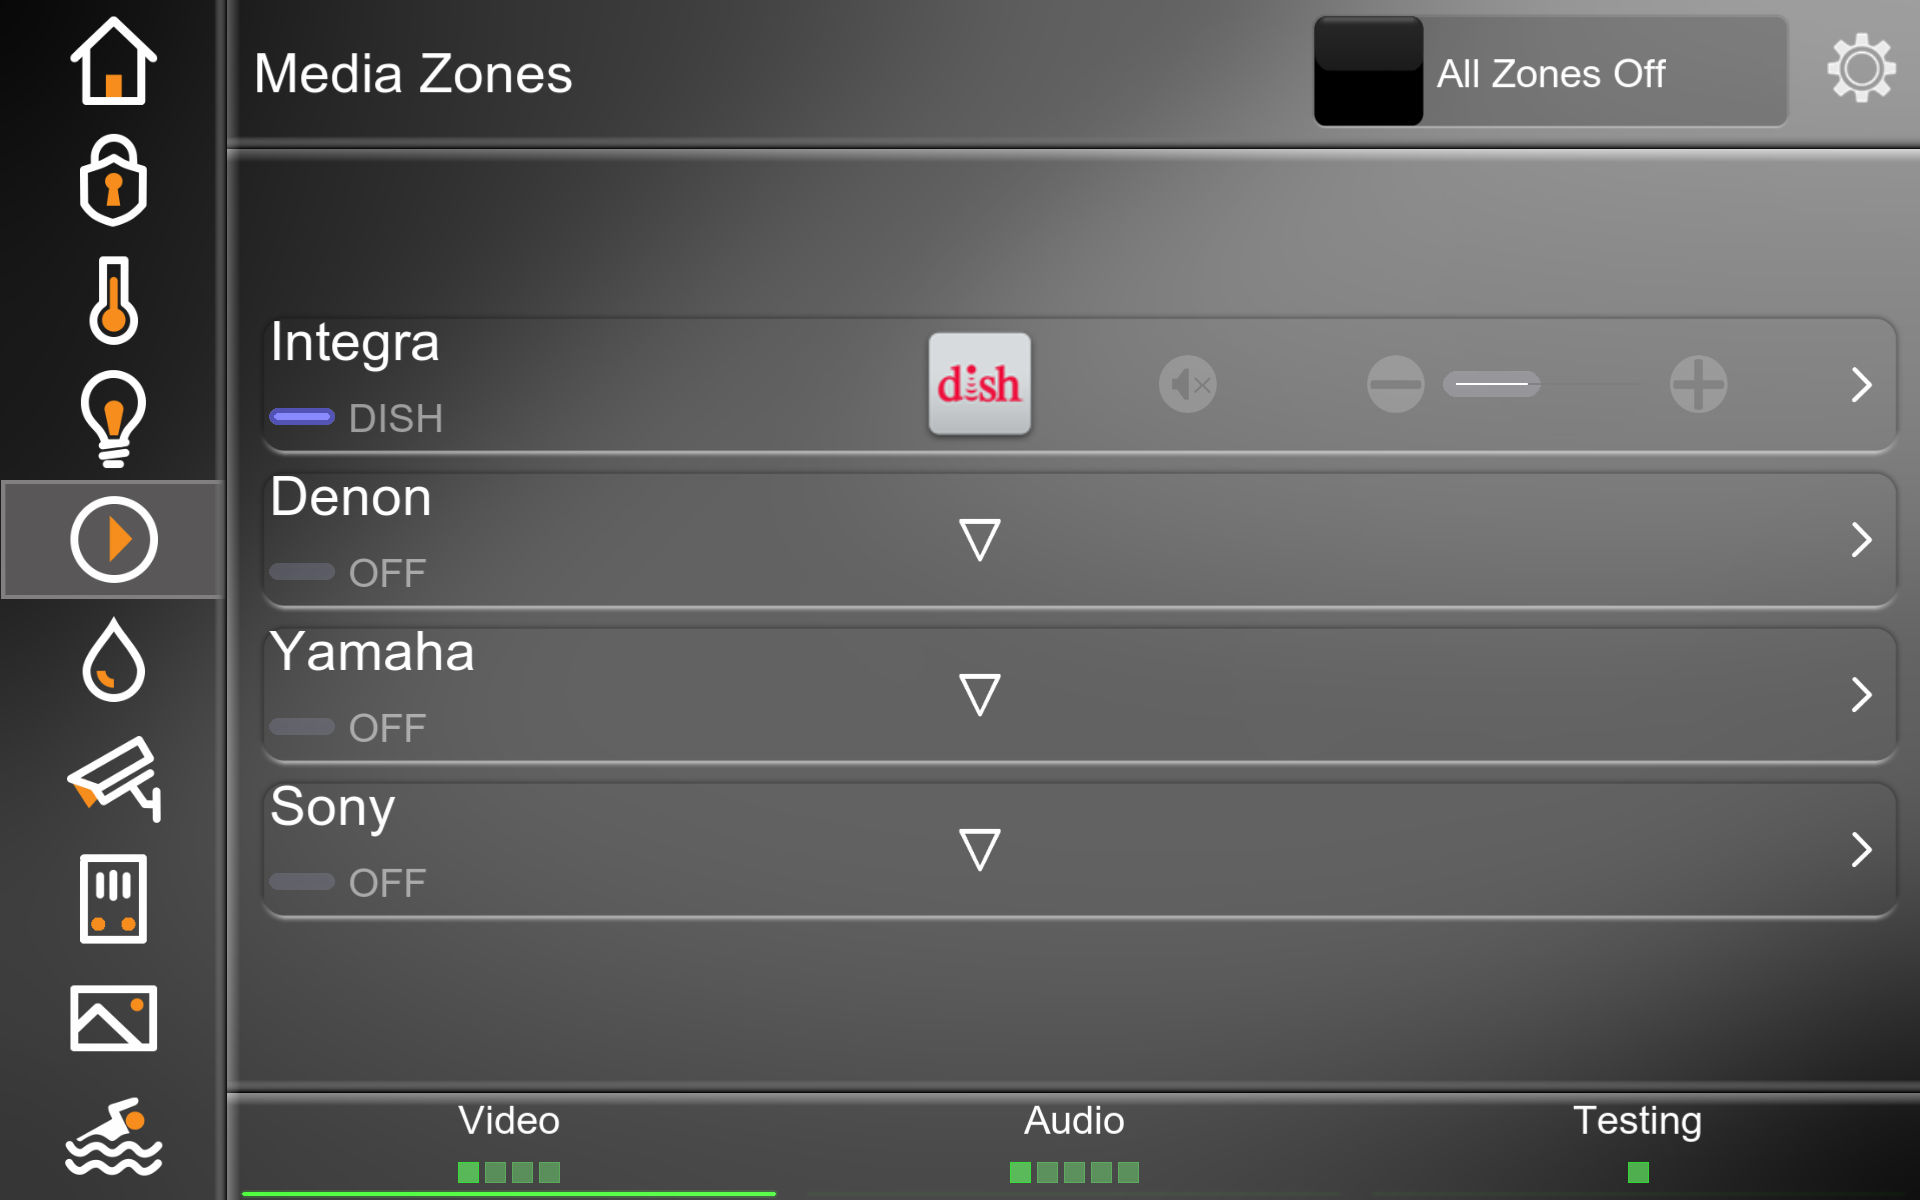 Media Zones
All Zones Off
Integra
DISH
dish
Denon
OFF
Yamaha
OFF
Sony
OFF
Video
Audio
Testing